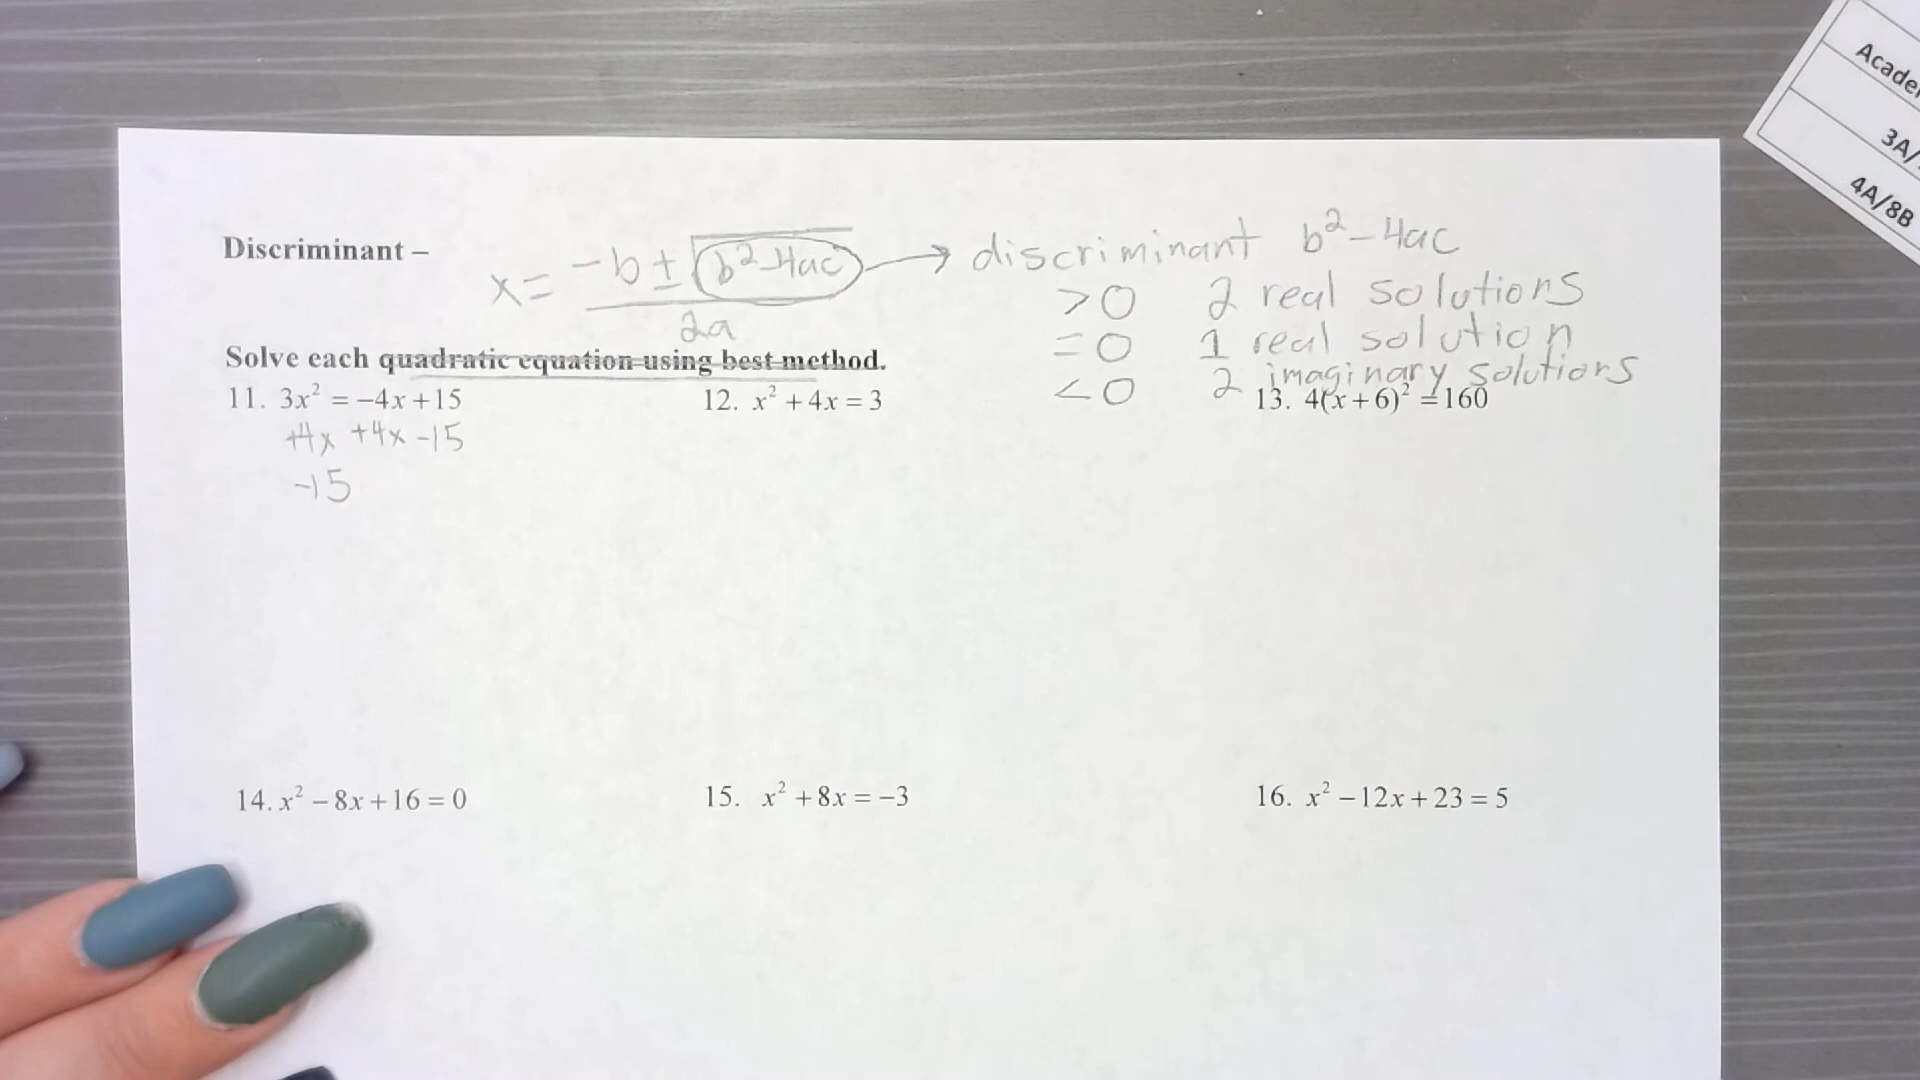 Acade
3A/
4A/8B
Discriminant –
x = -b ± √b² - 4ac / 2a → discriminant b² - 4ac
> 0 2 real solutions
= 0 1 real solution
< 0 2 imaginary solutions
Solve each quadratic equation using best method.
11. 3x² = −4x + 15
+4x +4x -15
-15
12. x² + 4x = 3
13. 4(x + 6)² = 160
14. x² − 8x + 16 = 0
15. x² + 8x = −3
16. x² − 12x + 23 = 5